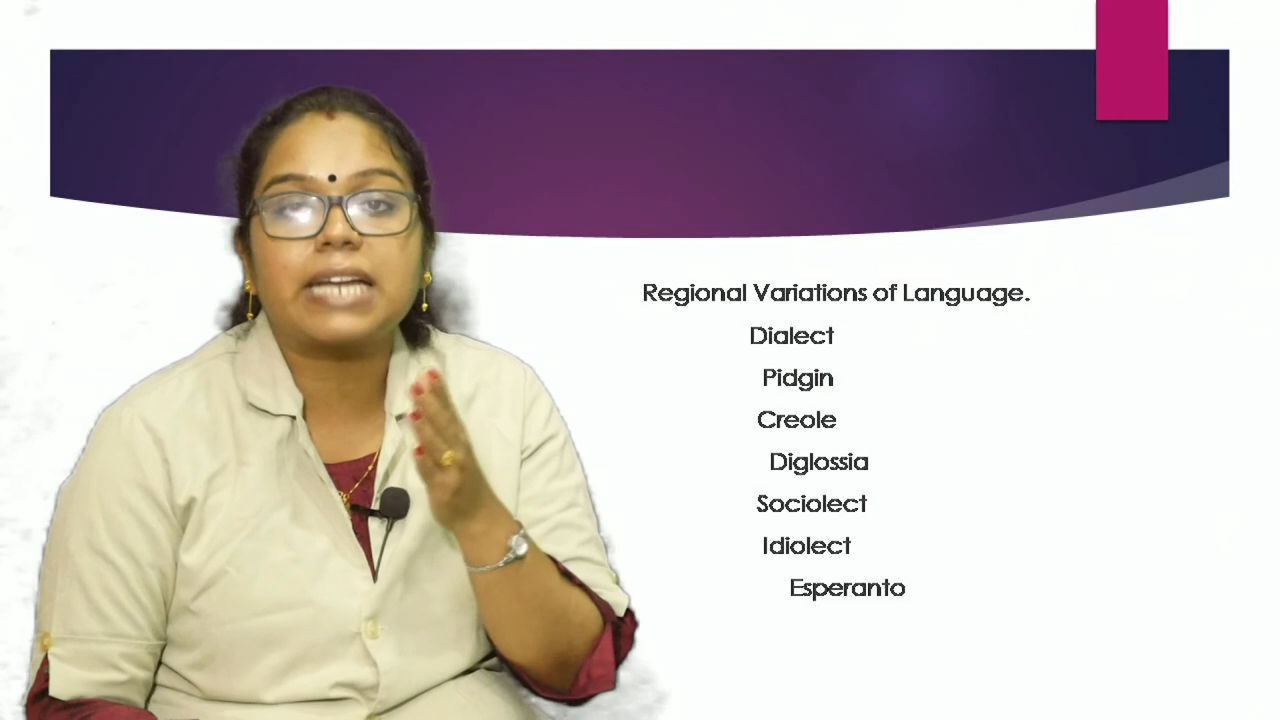 Regional Variations of Language.
Dialect
Pidgin
Creole
Diglossia
Sociolect
Idiolect
Esperanto